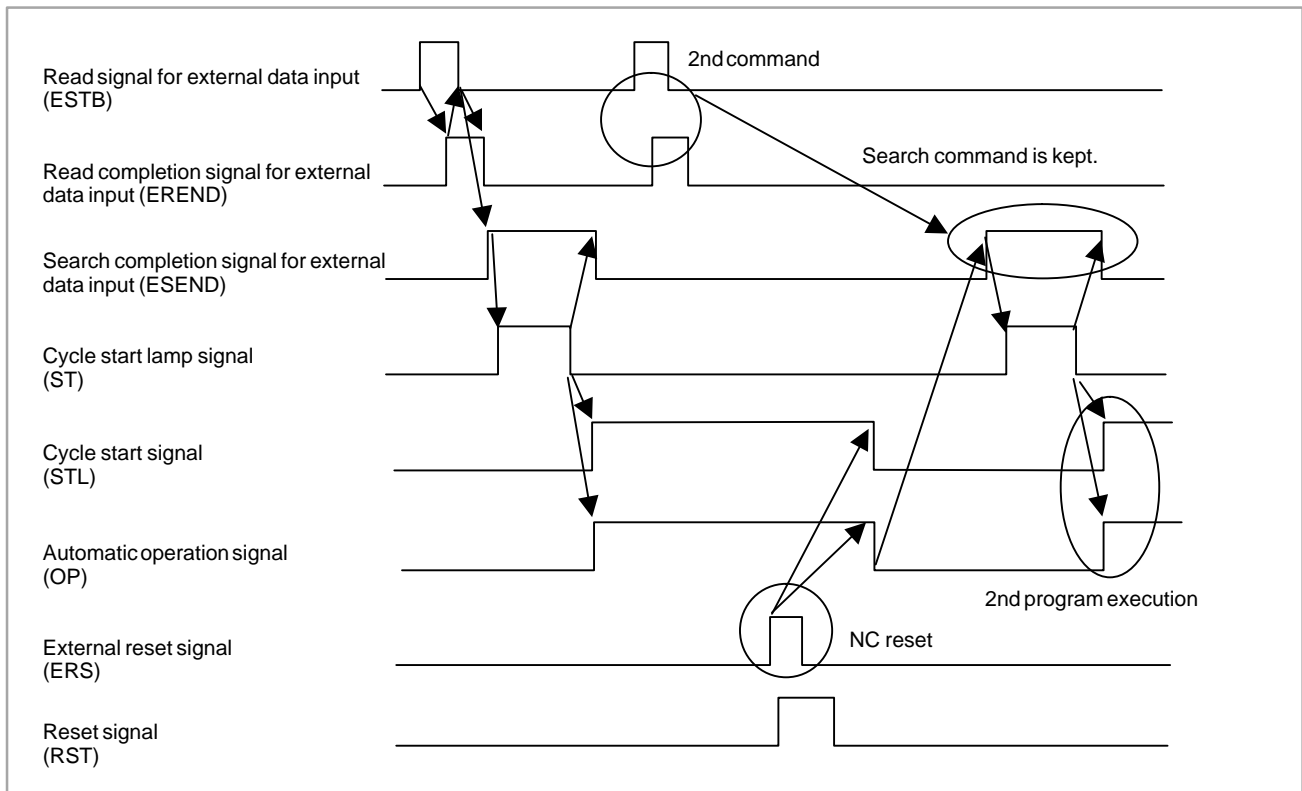 Read signal for external data input
(ESTB)
2nd command
Read completion signal for external
data input (EREND)
Search command is kept.
Search completion signal for external
data input (ESEND)
Cycle start lamp signal
(ST)
Cycle start signal
(STL)
Automatic operation signal
(OP)
2nd program execution
External reset signal
(ERS)
NC reset
Reset signal
(RST)